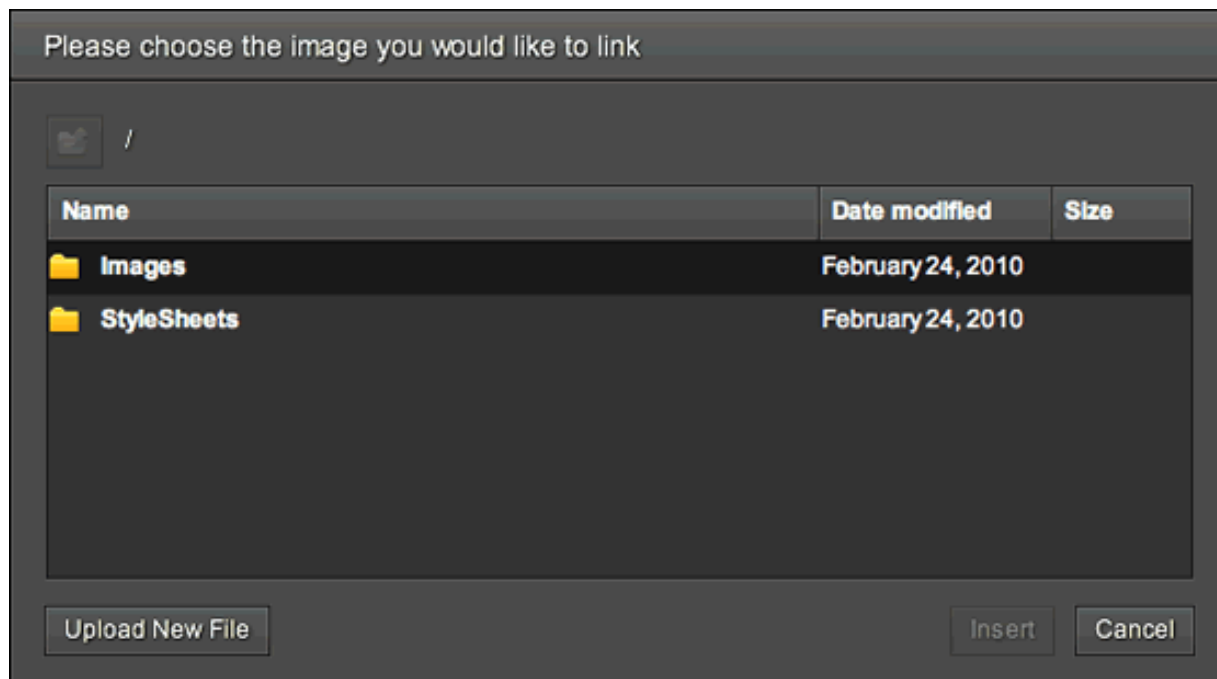 Please choose the image you would like to link
/
Name Date modified Size
Images February 24, 2010
StyleSheets February 24, 2010
Upload New File Insert Cancel